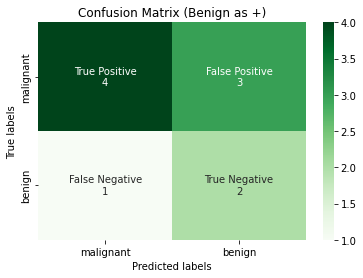 Confusion Matrix (Benign as +)
True labels
malignant
True Positive
4
False Positive
3
benign
False Negative
1
True Negative
2
malignant
benign
Predicted labels
4.0
3.5
3.0
2.5
2.0
1.5
1.0